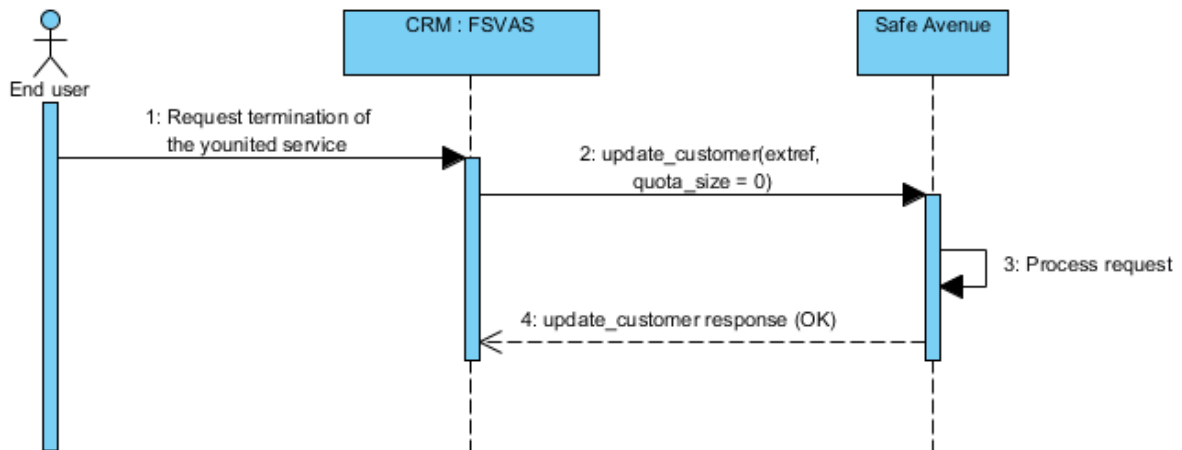 CRM : FSVAS
Safe Avenue
End user
1: Request termination of
the younited service
2: update_customer(extref,
quota_size = 0)
3: Process request
4: update_customer response (OK)